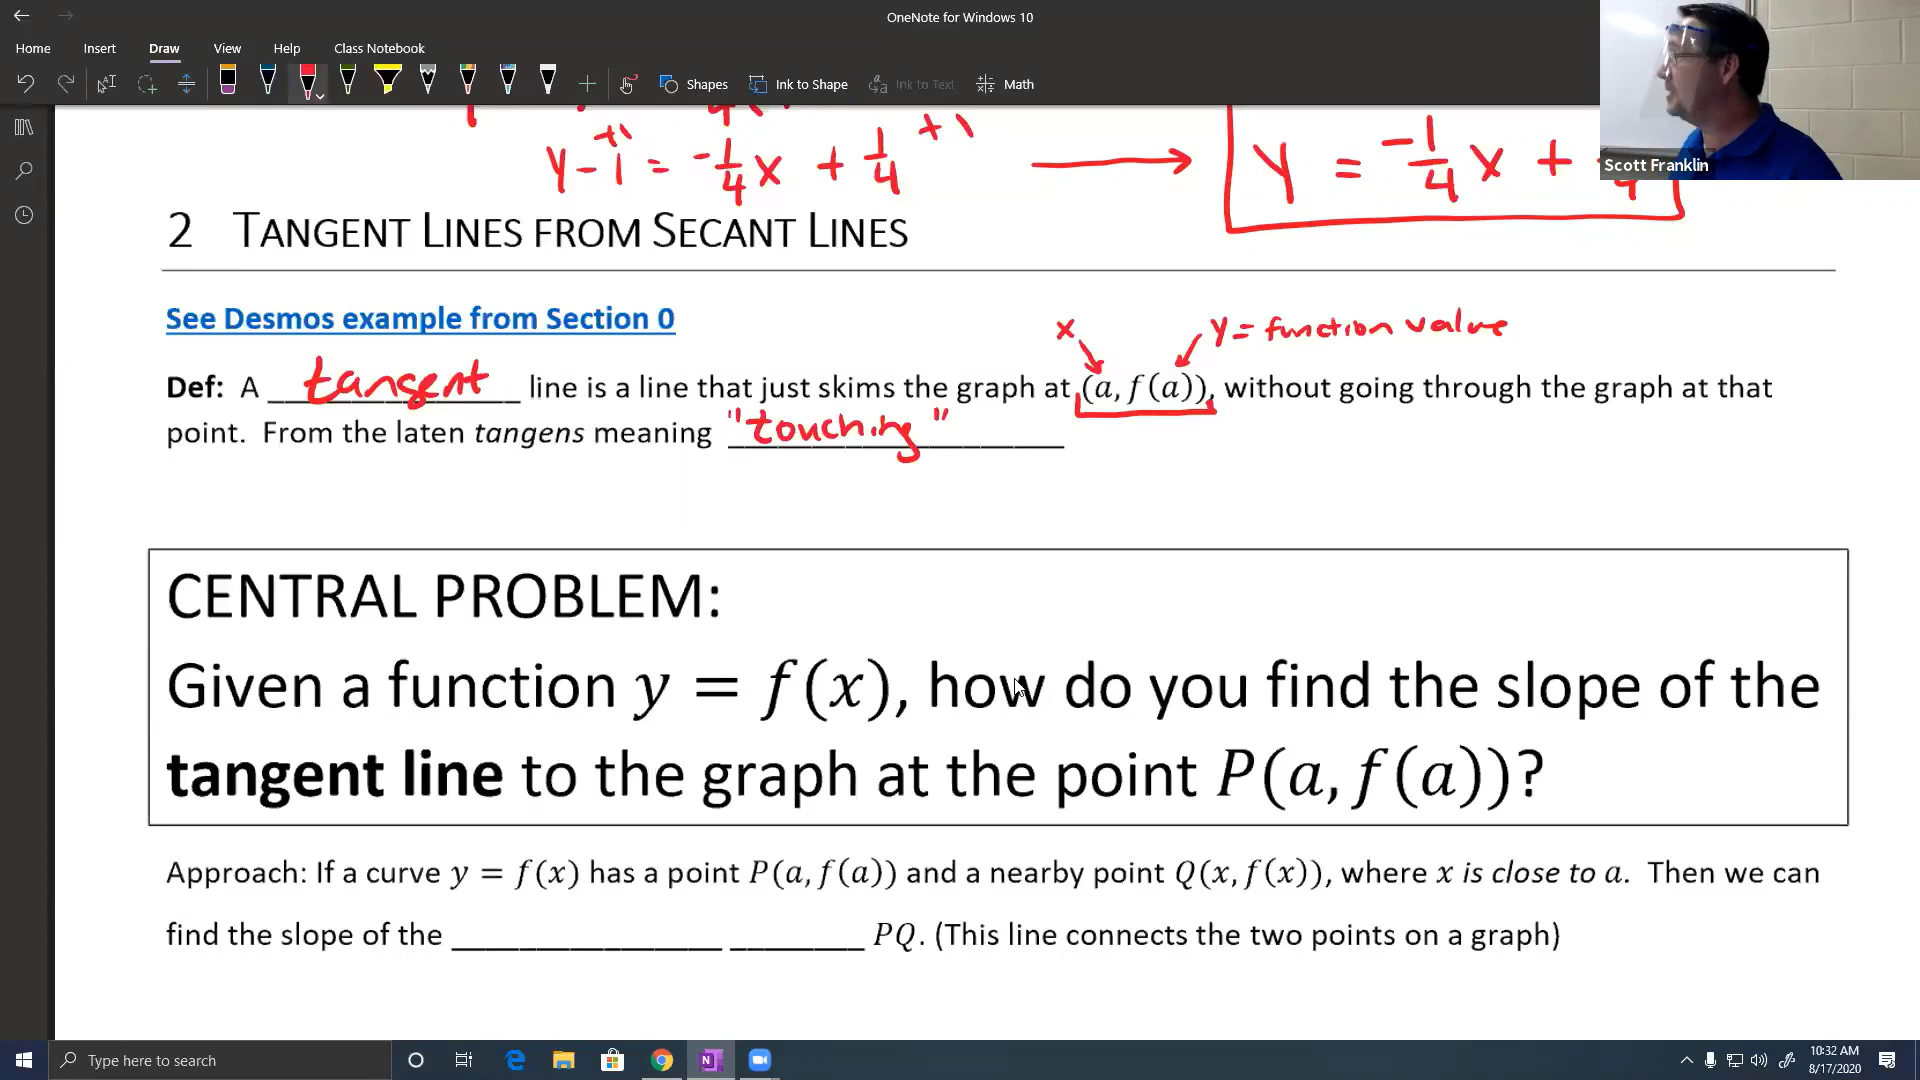 OneNote for Windows 10
Home Insert Draw View Help Class Notebook
Shapes Ink to Shape Ink to Text Math
+1 +1
y-1 = -1/4 x + 1/4 → y = -1/4 x +
Scott Franklin
2 TANGENT LINES FROM SECANT LINES
See Desmos example from Section 0
x y = function value
Def: A tangent line is a line that just skims the graph at (a, f(a)), without going through the graph at that
point. From the laten tangens meaning "touching"
CENTRAL PROBLEM:
Given a function y = f(x), how do you find the slope of the
tangent line to the graph at the point P(a, f(a))?
Approach: If a curve y = f(x) has a point P(a, f(a)) and a nearby point Q(x, f(x)), where x is close to a. Then we can
find the slope of the ________________ ________ PQ. (This line connects the two points on a graph)
Type here to search
10:32 AM
8/17/2020